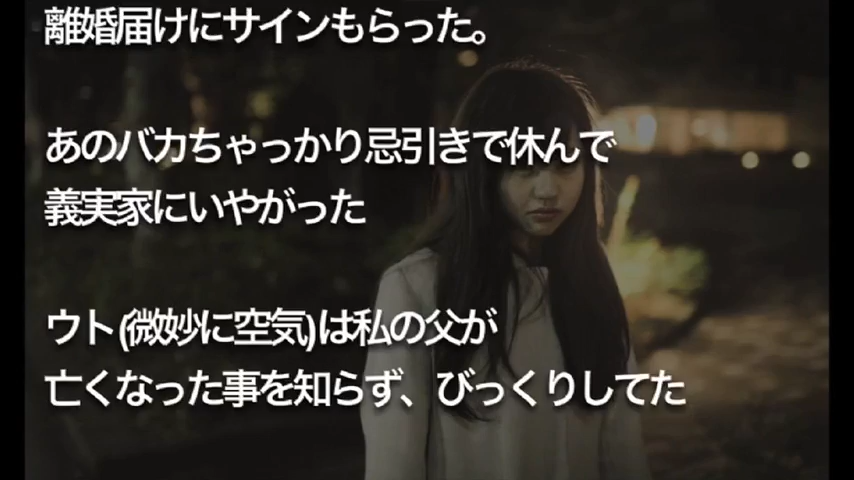 離婚届けにサインもらった。
あのバカちゃっかり忌引きで休んで
義実家にいやがった
ウト(微妙に空気)は私の父が
亡くなった事を知らず、びっくりしてた